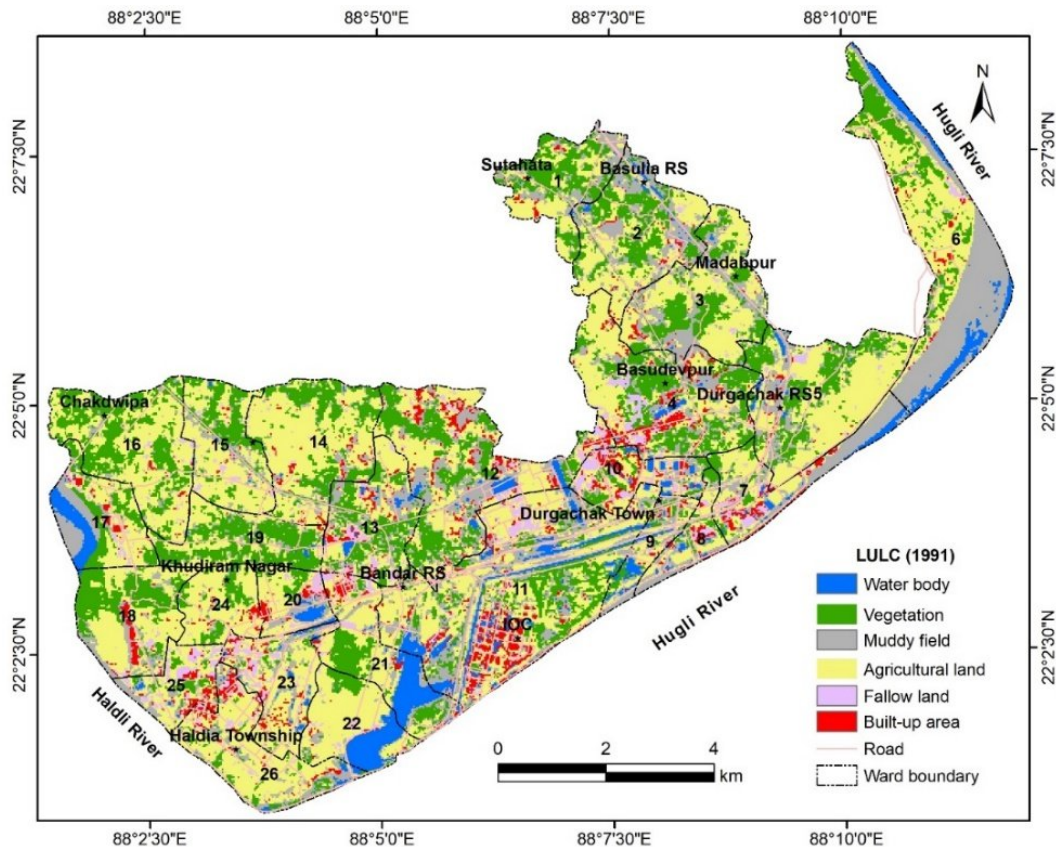 88°2'30"E 88°5'0"E 88°7'30"E 88°10'0"E
N
Hugli River
22°7'30"N
22°7'30"N
Sutahata
Basulia RS
1
2
6
Madabpur
3
Basudevpur
4
Durgachak RS
5
22°5'0"N
22°5'0"N
Chakdwipa
16
15
14
12
10
13
17
Durgachak Town
7
19
9
8
Khudiram Nagar
Bandar RS
11
24
20
18
IOC
Hugli River
21
22°2'30"N
22°2'30"N
25
23
22
Haldia Township
26
Haldli River
LULC (1991)
Water body
Vegetation
Muddy field
Agricultural land
Fallow land
Built-up area
Road
Ward boundary
0 2 4
km
88°2'30"E 88°5'0"E 88°7'30"E 88°10'0"E